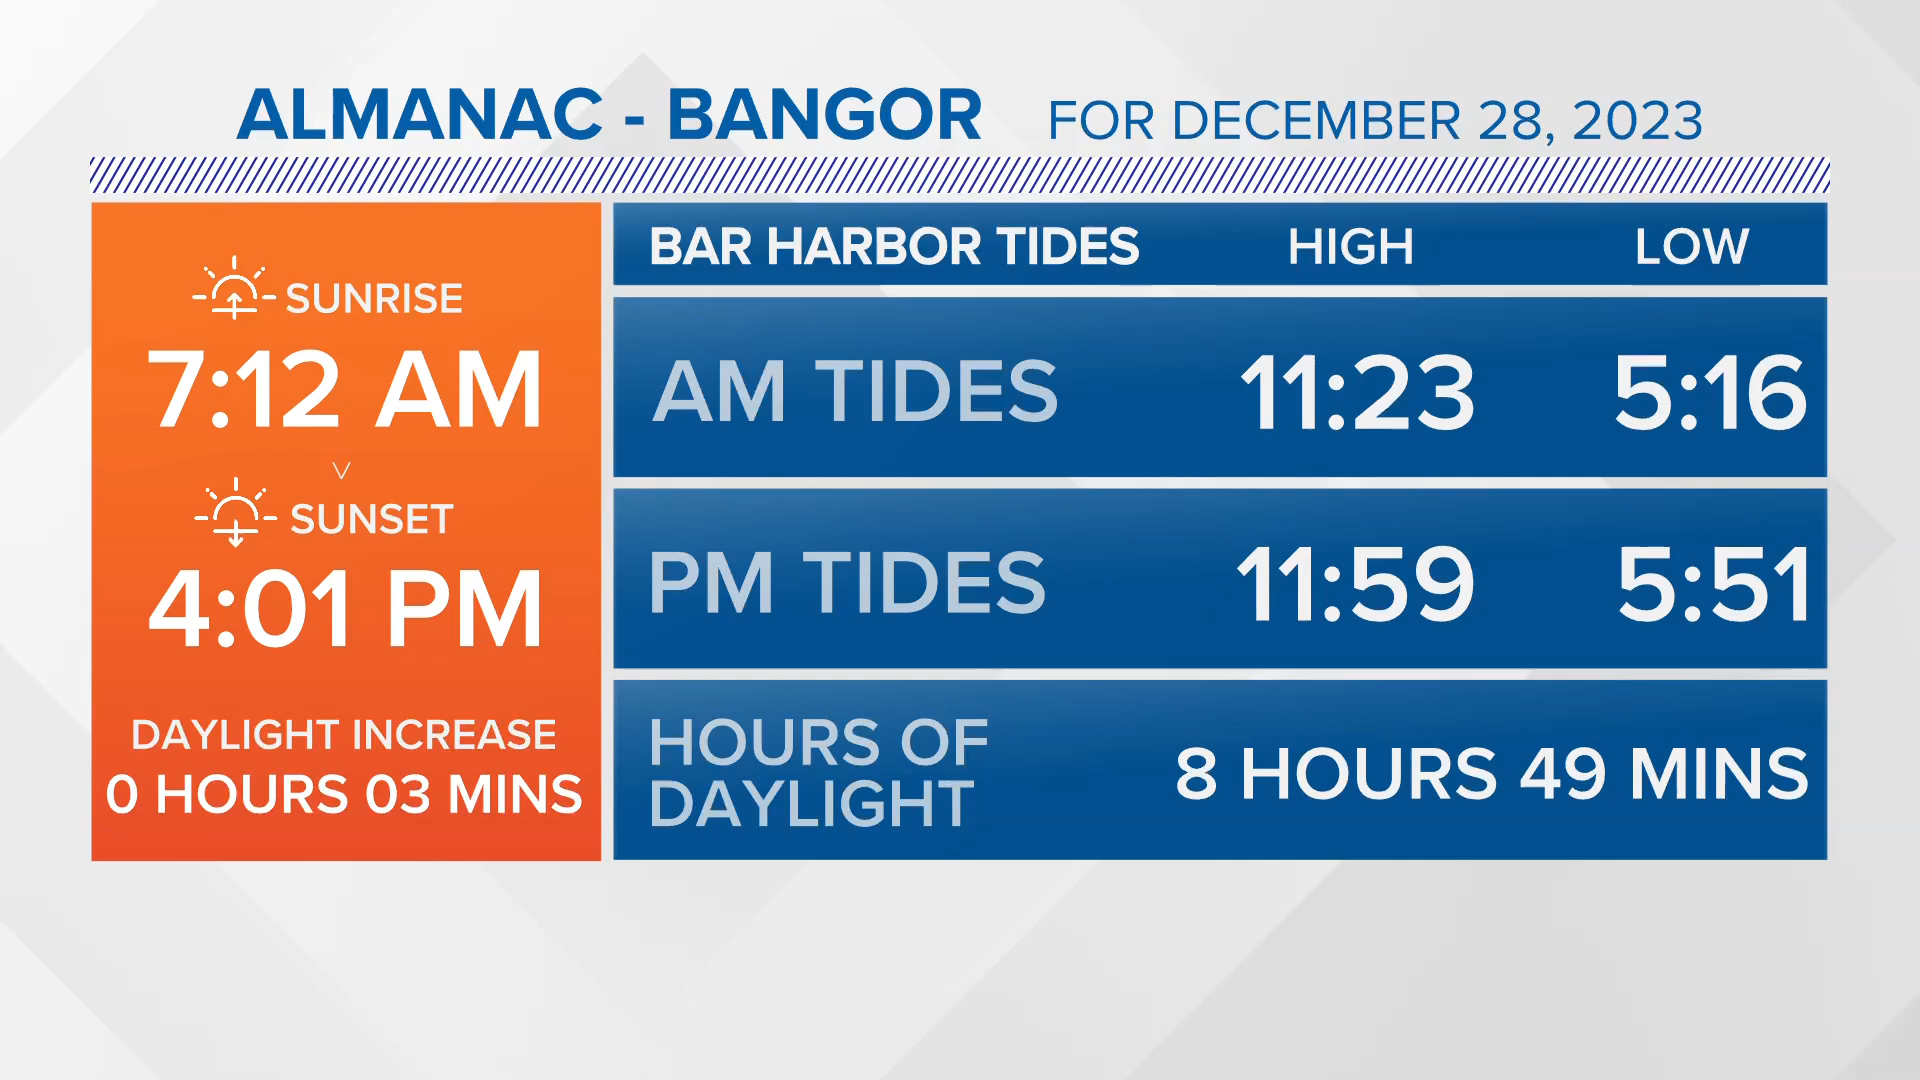 ALMANAC - BANGOR FOR DECEMBER 28, 2023
SUNRISE
7:12 AM
SUNSET
4:01 PM
DAYLIGHT INCREASE
0 HOURS 03 MINS
BAR HARBOR TIDES HIGH LOW
AM TIDES 11:23 5:16
PM TIDES 11:59 5:51
HOURS OF
DAYLIGHT
8 HOURS 49 MINS